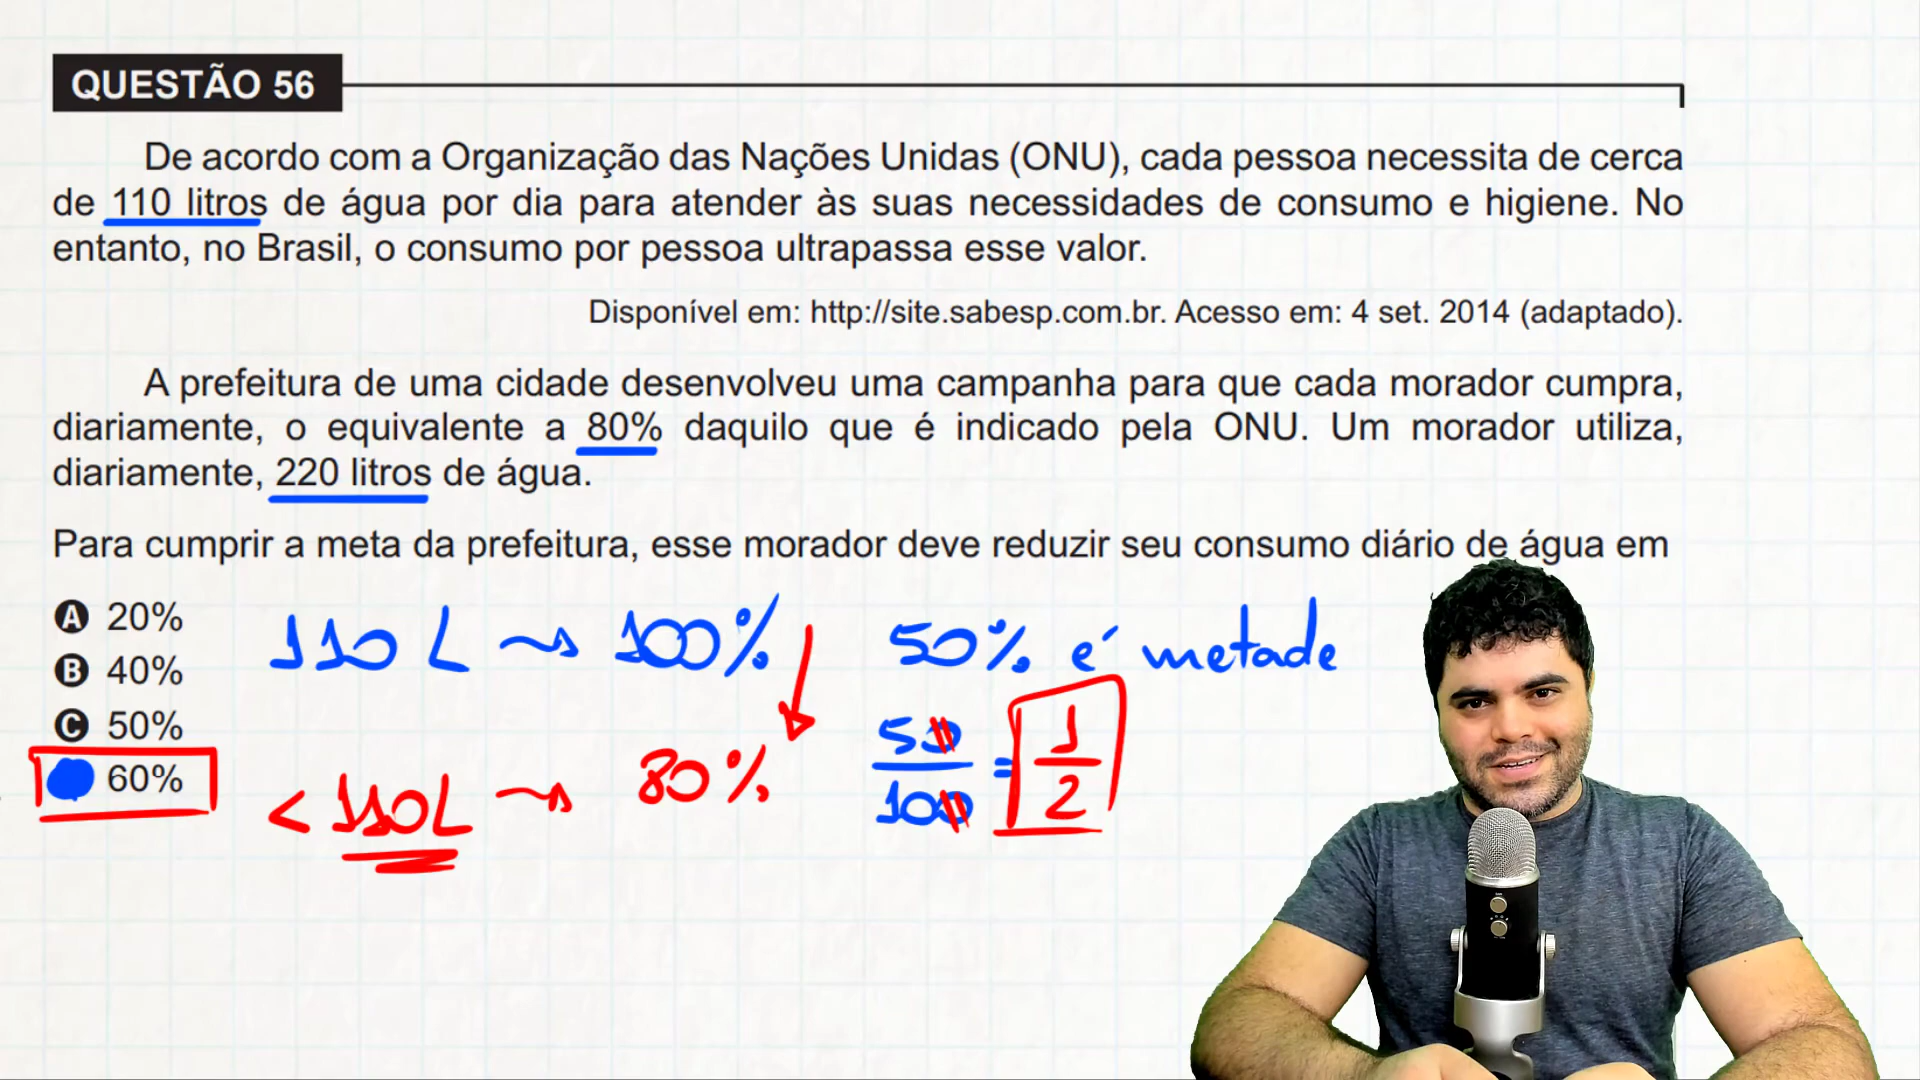 QUESTÃO 56
De acordo com a Organização das Nações Unidas (ONU), cada pessoa necessita de cerca
de 110 litros de água por dia para atender às suas necessidades de consumo e higiene. No
entanto, no Brasil, o consumo por pessoa ultrapassa esse valor.
Disponível em: http://site.sabesp.com.br. Acesso em: 4 set. 2014 (adaptado).
A prefeitura de uma cidade desenvolveu uma campanha para que cada morador cumpra,
diariamente, o equivalente a 80% daquilo que é indicado pela ONU. Um morador utiliza,
diariamente, 220 litros de água.
Para cumprir a meta da prefeitura, esse morador deve reduzir seu consumo diário de água em
A 20%
B 40%
C 50%
60%
110 L → 100%
< 110L → 80%
50% é metade
50/100 = 1/2